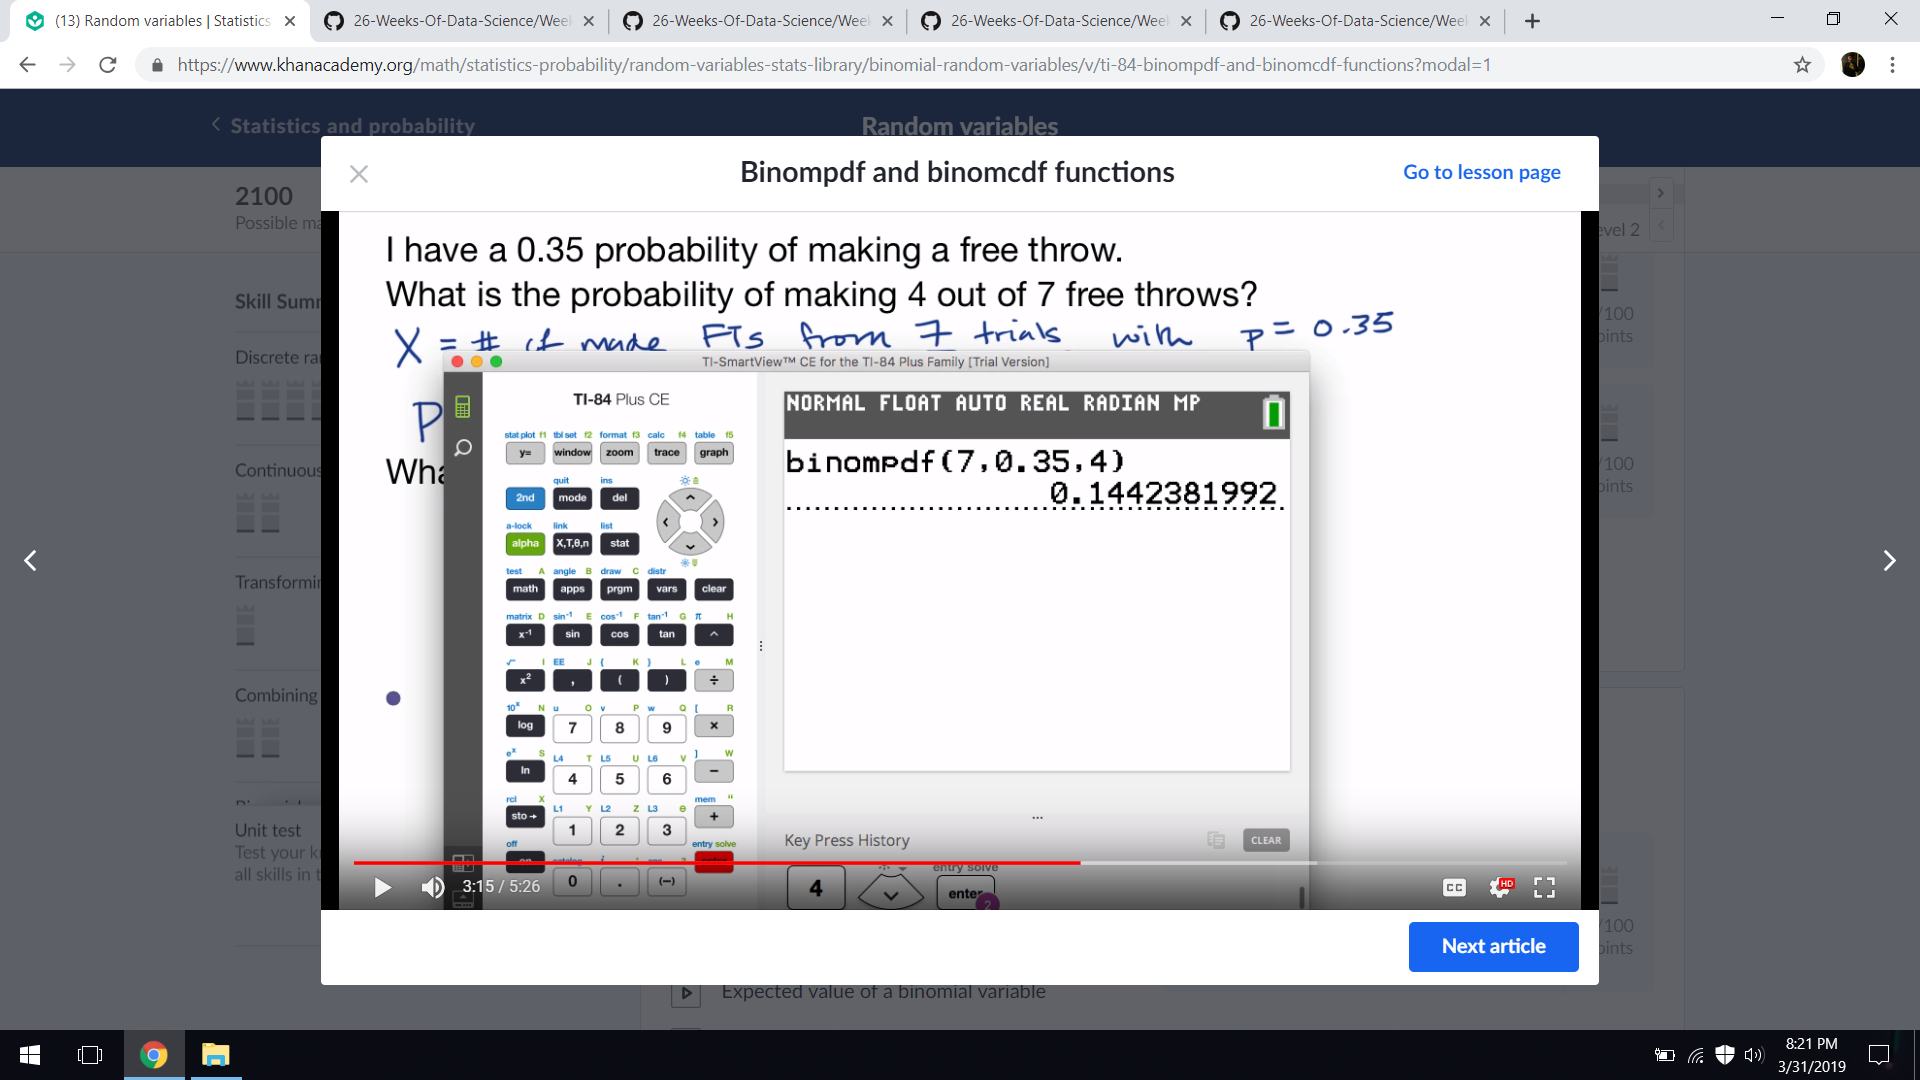 (13) Random variables | Statistics
26-Weeks-Of-Data-Science/Week
26-Weeks-Of-Data-Science/Week
26-Weeks-Of-Data-Science/Week
26-Weeks-Of-Data-Science/Week
https://www.khanacademy.org/math/statistics-probability/random-variables-stats-library/binomial-random-variables/v/ti-84-binompdf-and-binomcdf-functions?modal=1
Statistics and probability
Random variables
Binompdf and binomcdf functions
Go to lesson page
2100
Possible ma
evel 2
Skill Summ
Discrete ra
Continuous
Transformin
Combining
Unit test
Test your k
all skills in t
/100
oints
/100
oints
/100
oints
I have a 0.35 probability of making a free throw.
What is the probability of making 4 out of 7 free throws?
X = # of made FTs from 7 trials with p = 0.35
P
Wha
TI-SmartView™ CE for the TI-84 Plus Family [Trial Version]
TI-84 Plus CE
stat plot f1 tbl set f2 format f3 calc f4 table f5
y= window zoom trace graph
quit ins
2nd mode del
a-lock link list
alpha X,T,θ,n stat
test A angle B draw C distr
math apps prgm vars clear
matrix D sin-1 E cos-1 F tan-1 G π H
x-1 sin cos tan ^
√ I EE J { K } L e M
x2 , ( ) ÷
10x N u O v P w Q [ R
log 7 8 9 ×
ex S L4 T L5 U L6 V ] W
ln 4 5 6 −
rcl X L1 Y L2 Z L3 θ mem "
sto→ 1 2 3 +
off entry solve
0 . (−)
NORMAL FLOAT AUTO REAL RADIAN MP
binompdf(7,0.35,4)
0.1442381992
Key Press History
CLEAR
entry solve
4 enter 2
3:15 / 5:26
CC
HD
Next article
Expected value of a binomial variable
8:21 PM
3/31/2019